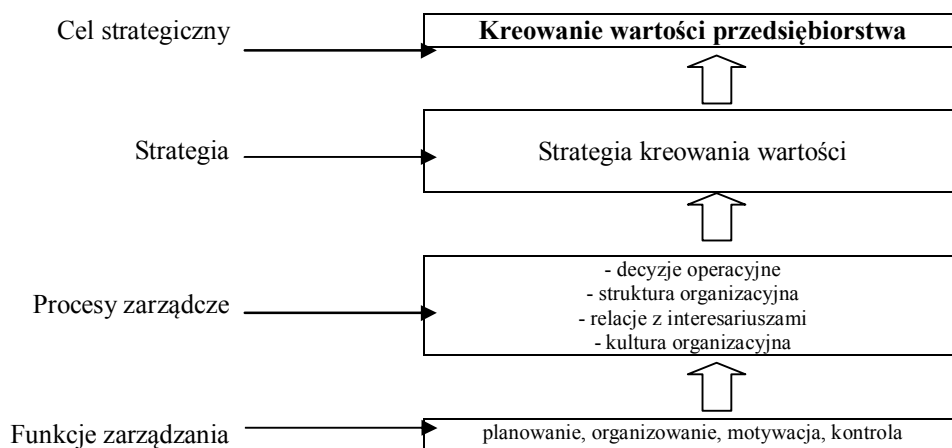 Cel strategiczny
Kreowanie wartości przedsiębiorstwa
Strategia
Strategia kreowania wartości
Procesy zarządcze
- decyzje operacyjne
- struktura organizacyjna
- relacje z interesariuszami
- kultura organizacyjna
Funkcje zarządzania
planowanie, organizowanie, motywacja, kontrola